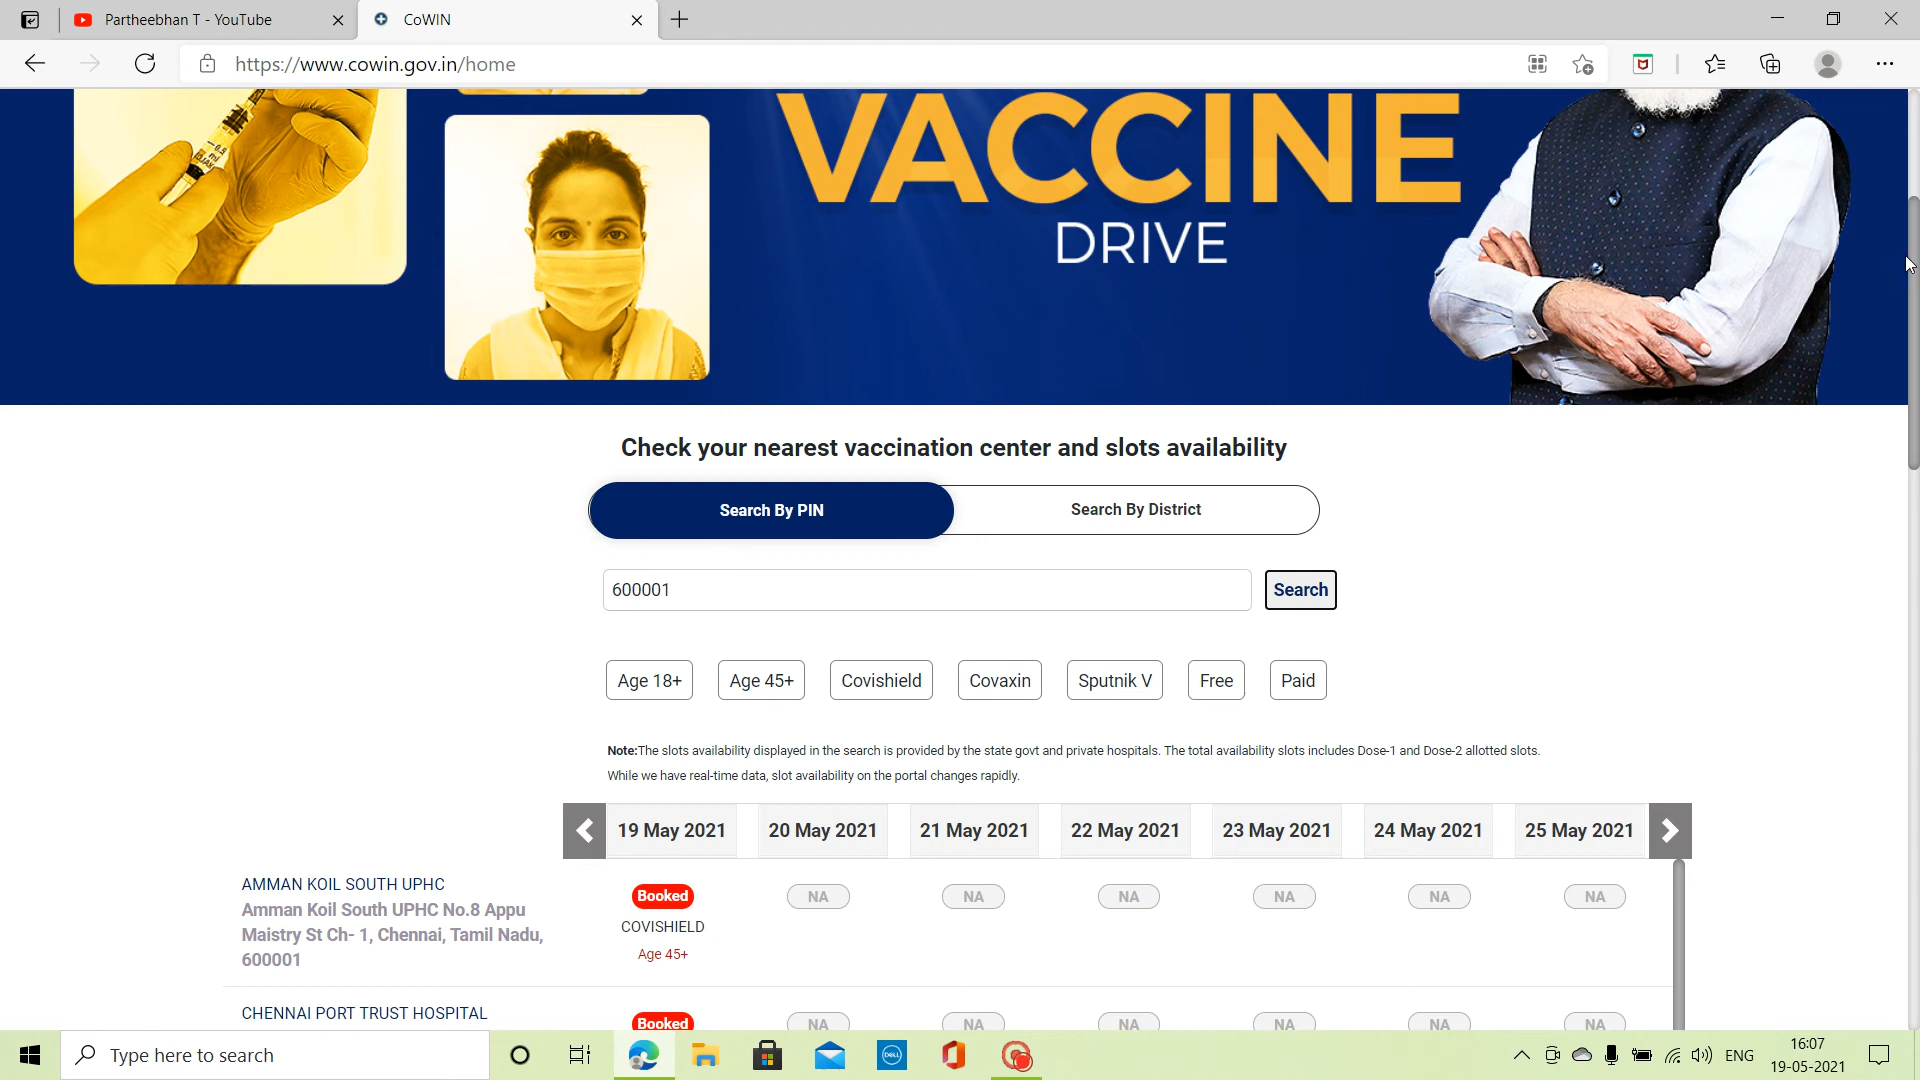 Partheebhan T - YouTube
CoWIN
https://www.cowin.gov.in/home
VACCINE
DRIVE
Check your nearest vaccination center and slots availability
Search By PIN
Search By District
600001
Search
Age 18+
Age 45+
Covishield
Covaxin
Sputnik V
Free
Paid
Note:The slots availability displayed in the search is provided by the state govt and private hospitals. The total availability slots includes Dose-1 and Dose-2 allotted slots.
While we have real-time data, slot availability on the portal changes rapidly.
19 May 2021
20 May 2021
21 May 2021
22 May 2021
23 May 2021
24 May 2021
25 May 2021
AMMAN KOIL SOUTH UPHC
Amman Koil South UPHC No.8 Appu
Maistry St Ch- 1, Chennai, Tamil Nadu,
600001
Booked
COVISHIELD
Age 45+
NA
NA
NA
NA
NA
NA
CHENNAI PORT TRUST HOSPITAL
Booked
NA
NA
NA
NA
NA
NA
Type here to search
DELL
ENG
16:07
19-05-2021